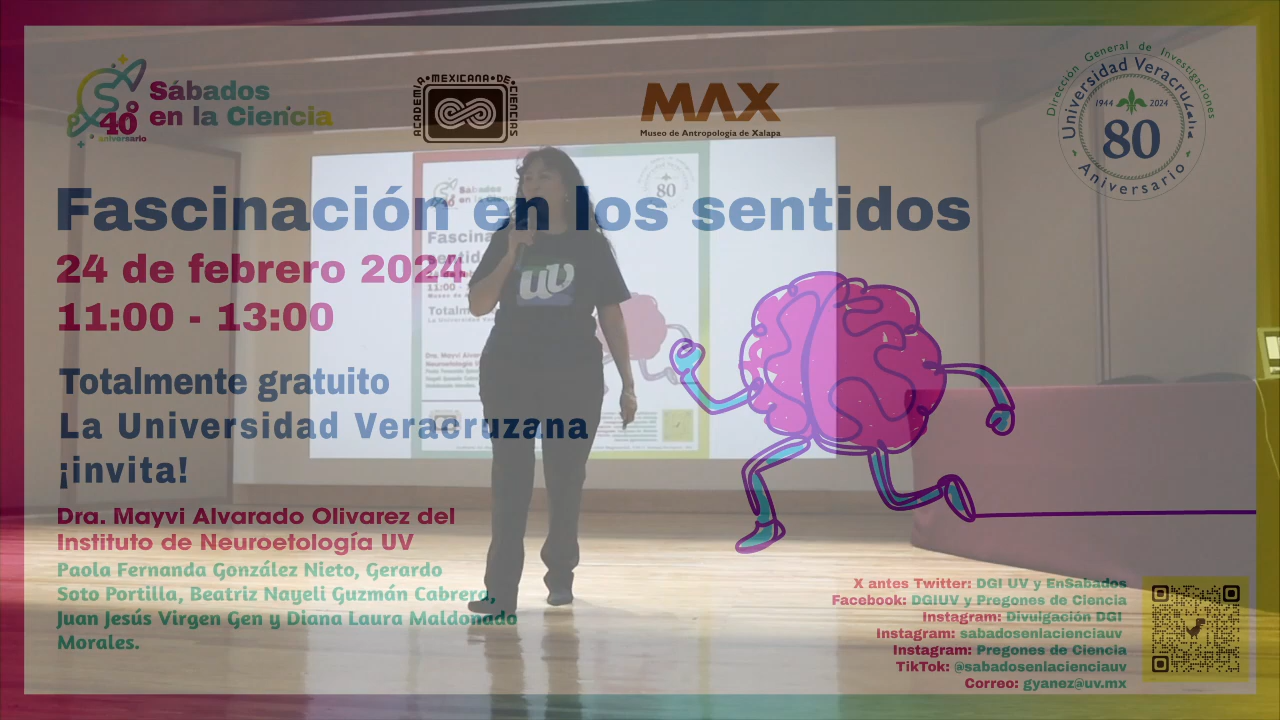 Sábados
en la Ciencia
40
aniversario
ACADEMIA•MEXICANA•DE•CIENCIAS
MAX
Museo de Antropología de Xalapa
Dirección General de Investigaciones
Universidad Veracruzana
1944 2024
80
Aniversario
Fascinación en los sentidos
24 de febrero 2024
11:00 - 13:00
Totalmente gratuito
La Universidad Veracruzana
¡invita!
Dra. Mayvi Alvarado Olivarez del
Instituto de Neuroetología UV
Paola Fernanda González Nieto, Gerardo
Soto Portilla, Beatriz Nayeli Guzmán Cabrera,
Juan Jesús Virgen Gen y Diana Laura Maldonado
Morales.
X antes Twitter: DGI UV y EnSabados
Facebook: DGIUV y Pregones de Ciencia
Instagram: Divulgación DGI
Instagram: sabadosenlacienciauv
Instagram: Pregones de Ciencia
TikTok: @sabadosenlacienciauv
Correo: gyanez@uv.mx
uv
80